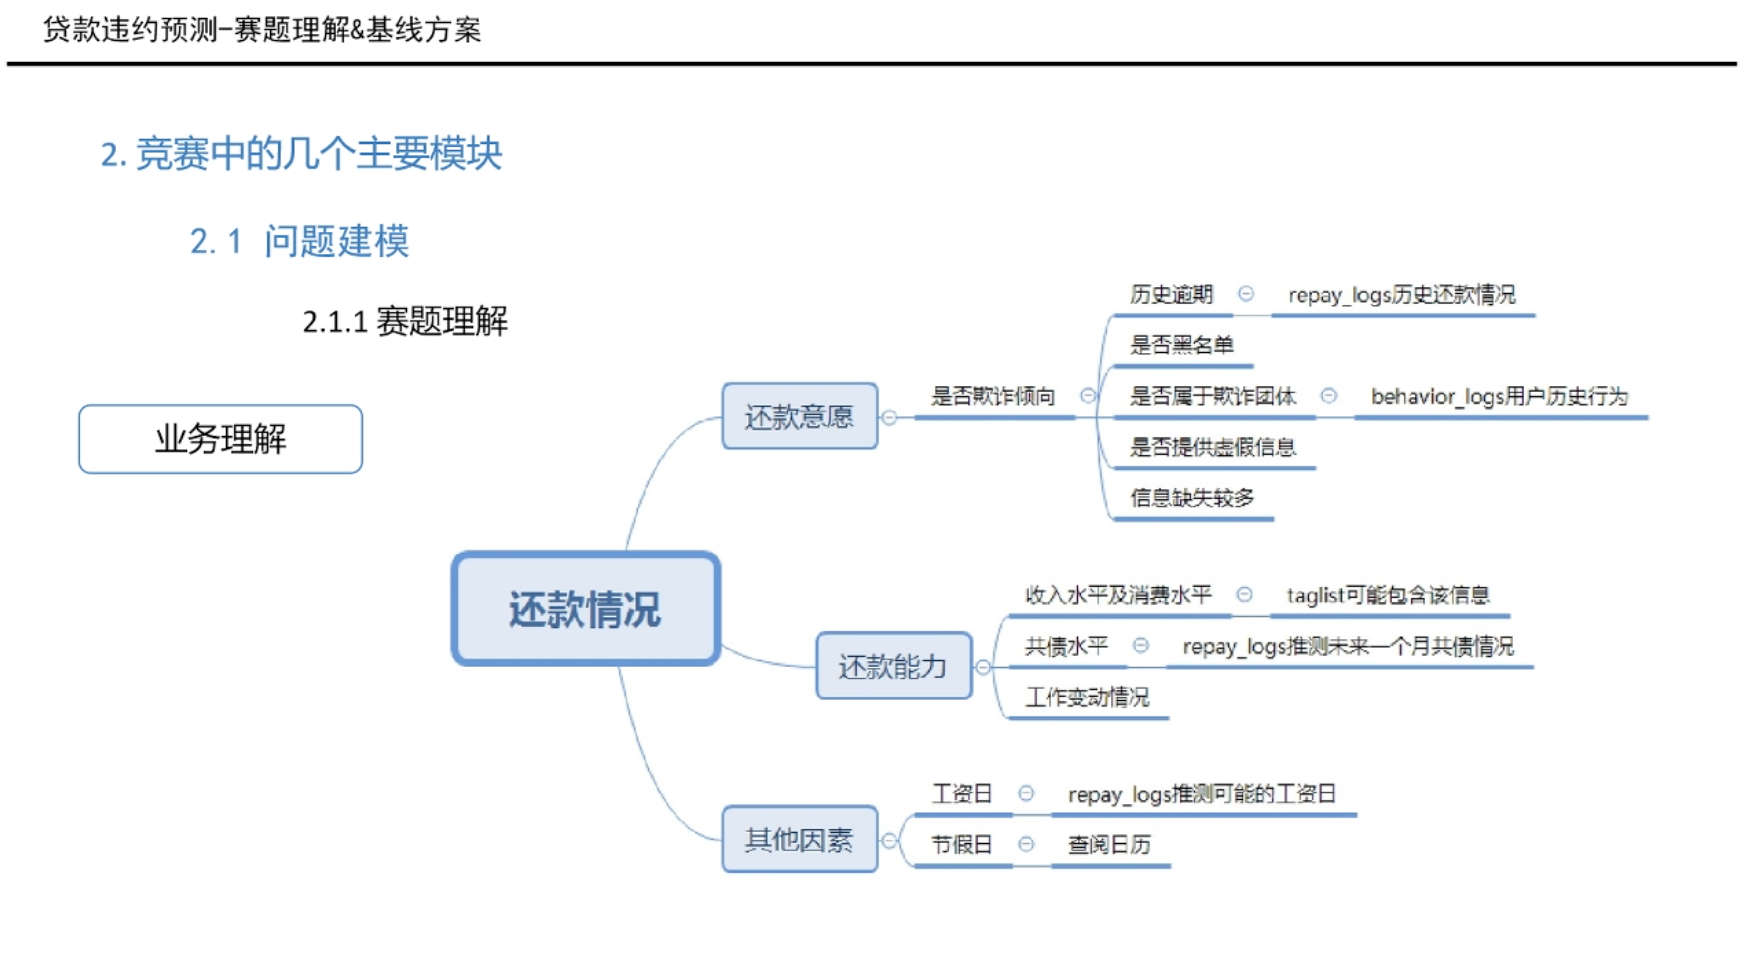 贷款违约预测-赛题理解&基线方案
2. 竞赛中的几个主要模块
2.1 问题建模
2.1.1 赛题理解
业务理解
还款情况
还款意愿
是否欺诈倾向
历史逾期
repay_logs历史还款情况
是否黑名单
是否属于欺诈团体
behavior_logs用户历史行为
是否提供虚假信息
信息缺失较多
还款能力
收入水平及消费水平
taglist可能包含该信息
共债水平
repay_logs推测未来一个月共债情况
工作变动情况
其他因素
工资日
repay_logs推测可能的工资日
节假日
查阅日历